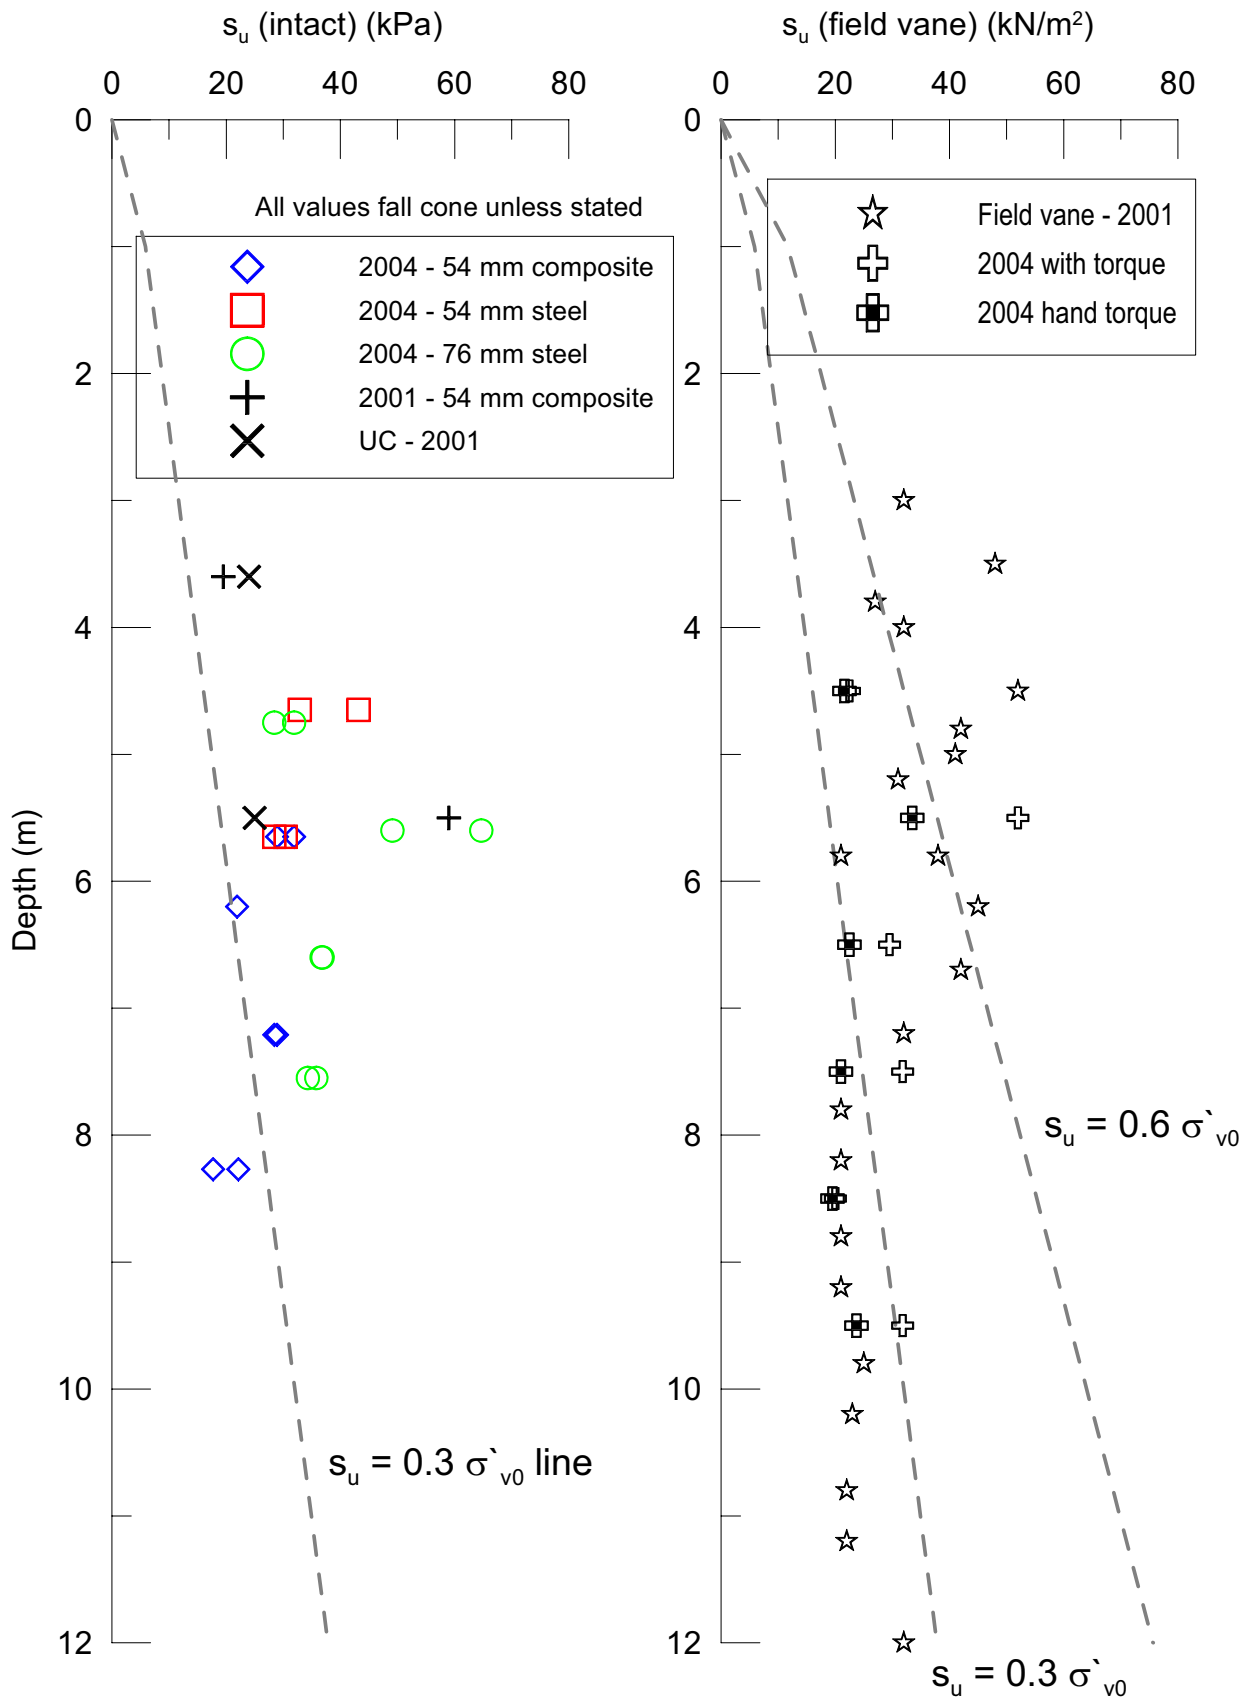 s_u (intact) (kPa)
0 20 40 60 80
0
2
4
6
8
10
12
Depth (m)
All values fall cone unless stated
2004 - 54 mm composite
2004 - 54 mm steel
2004 - 76 mm steel
2001 - 54 mm composite
UC - 2001
s_u = 0.3 σ`_v0 line
s_u (field vane) (kN/m²)
0 20 40 60 80
0
2
4
6
8
10
12
Field vane - 2001
2004 with torque
2004 hand torque
s_u = 0.6 σ`_v0
s_u = 0.3 σ`_v0